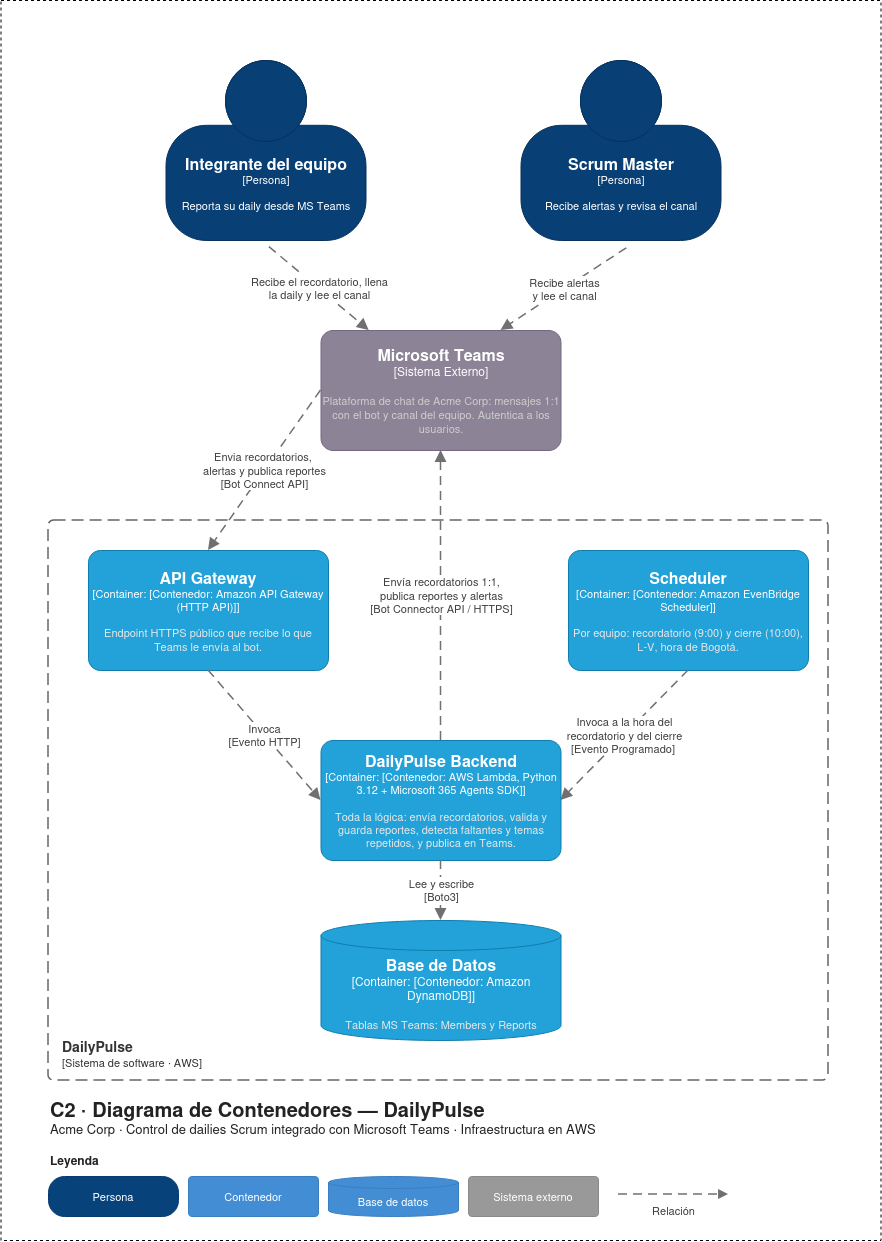 Integrante del equipo
[Persona]
Reporta su daily desde MS Teams
Scrum Master
[Persona]
Recibe alertas y revisa el canal
Recibe el recordatorio, llena
la daily y lee el canal
Recibe alertas
y lee el canal
Microsoft Teams
[Sistema Externo]
Plataforma de chat de Acme Corp: mensajes 1:1
con el bot y canal del equipo. Autentica a los
usuarios.
Envia recordatorios,
alertas y publica reportes
[Bot Connect API]
API Gateway
[Container: [Contenedor: Amazon API Gateway
(HTTP API)]]
Endpoint HTTPS público que recibe lo que
Teams le envía al bot.
Envía recordatorios 1:1,
publica reportes y alertas
[Bot Connector API / HTTPS]
Scheduler
[Container: [Contenedor: Amazon EvenBridge
Scheduler]]
Por equipo: recordatorio (9:00) y cierre (10:00),
L-V, hora de Bogotá.
Invoca
[Evento HTTP]
Invoca a la hora del
recordatorio y del cierre
[Evento Programado]
DailyPulse Backend
[Container: [Contenedor: AWS Lambda, Python
3.12 + Microsoft 365 Agents SDK]]
Toda la lógica: envía recordatorios, valida y
guarda reportes, detecta faltantes y temas
repetidos, y publica en Teams.
Lee y escribe
[Boto3]
Base de Datos
[Container: [Contenedor: Amazon
DynamoDB]]
Tablas MS Teams: Members y Reports
DailyPulse
[Sistema de software · AWS]
C2 · Diagrama de Contenedores — DailyPulse
Acme Corp · Control de dailies Scrum integrado con Microsoft Teams · Infraestructura en AWS
Leyenda
Persona
Contenedor
Base de datos
Sistema externo
Relación